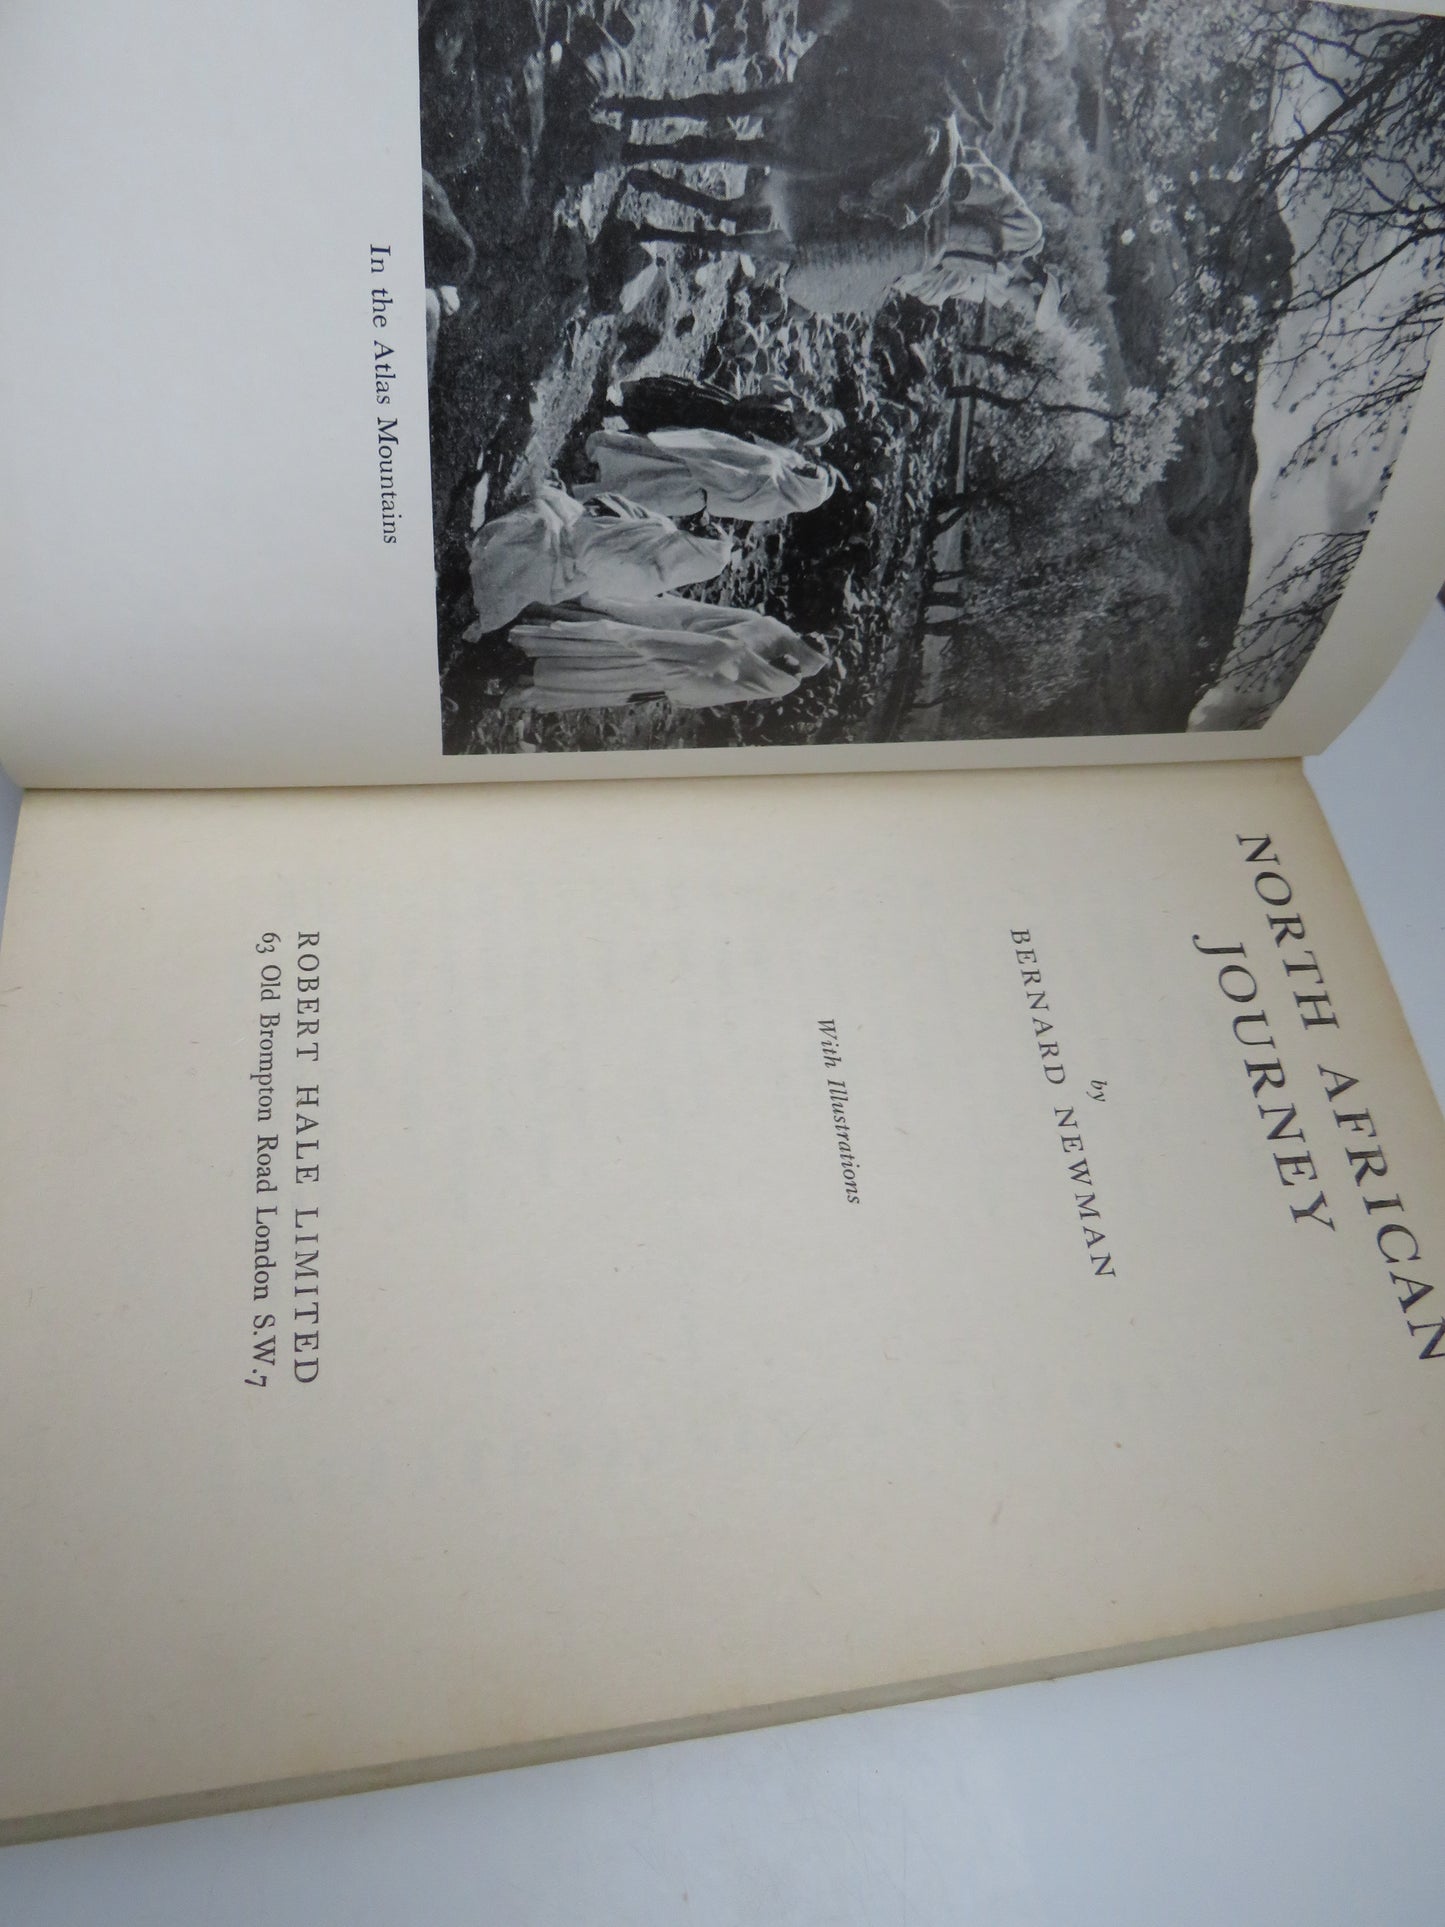 In the Atlas Mountains
NORTH AFRICAN
JOURNEY
by
BERNARD NEWMAN
With Illustrations
ROBERT HALE LIMITED
63 Old Brompton Road London S.W.7